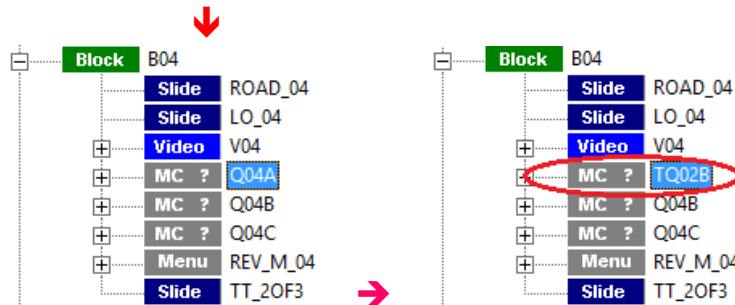 Block B04
Slide ROAD_04
Slide LO_04
Video V04
MC ? Q04A
MC ? Q04B
MC ? Q04C
Menu REV_M_04
Slide TT_2OF3
Block B04
Slide ROAD_04
Slide LO_04
Video V04
MC ? TQ02B
MC ? Q04B
MC ? Q04C
Menu REV_M_04
Slide TT_2OF3